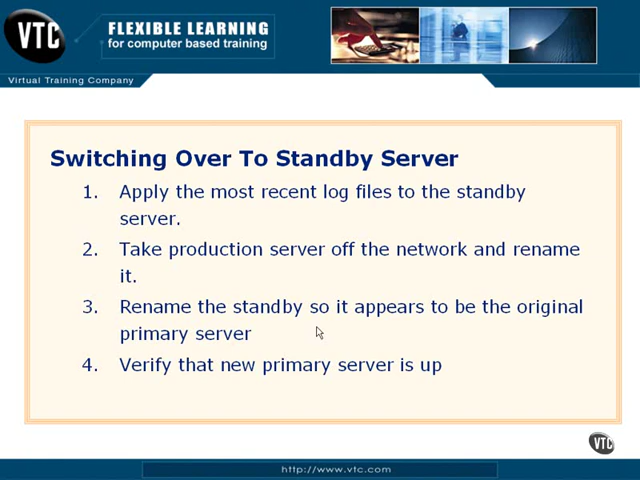 VTC
FLEXIBLE LEARNING
for computer based training
Virtual Training Company
Switching Over To Standby Server
1. Apply the most recent log files to the standby
server.
2. Take production server off the network and rename
it.
3. Rename the standby so it appears to be the original
primary server
4. Verify that new primary server is up
VTC
http://www.vtc.com